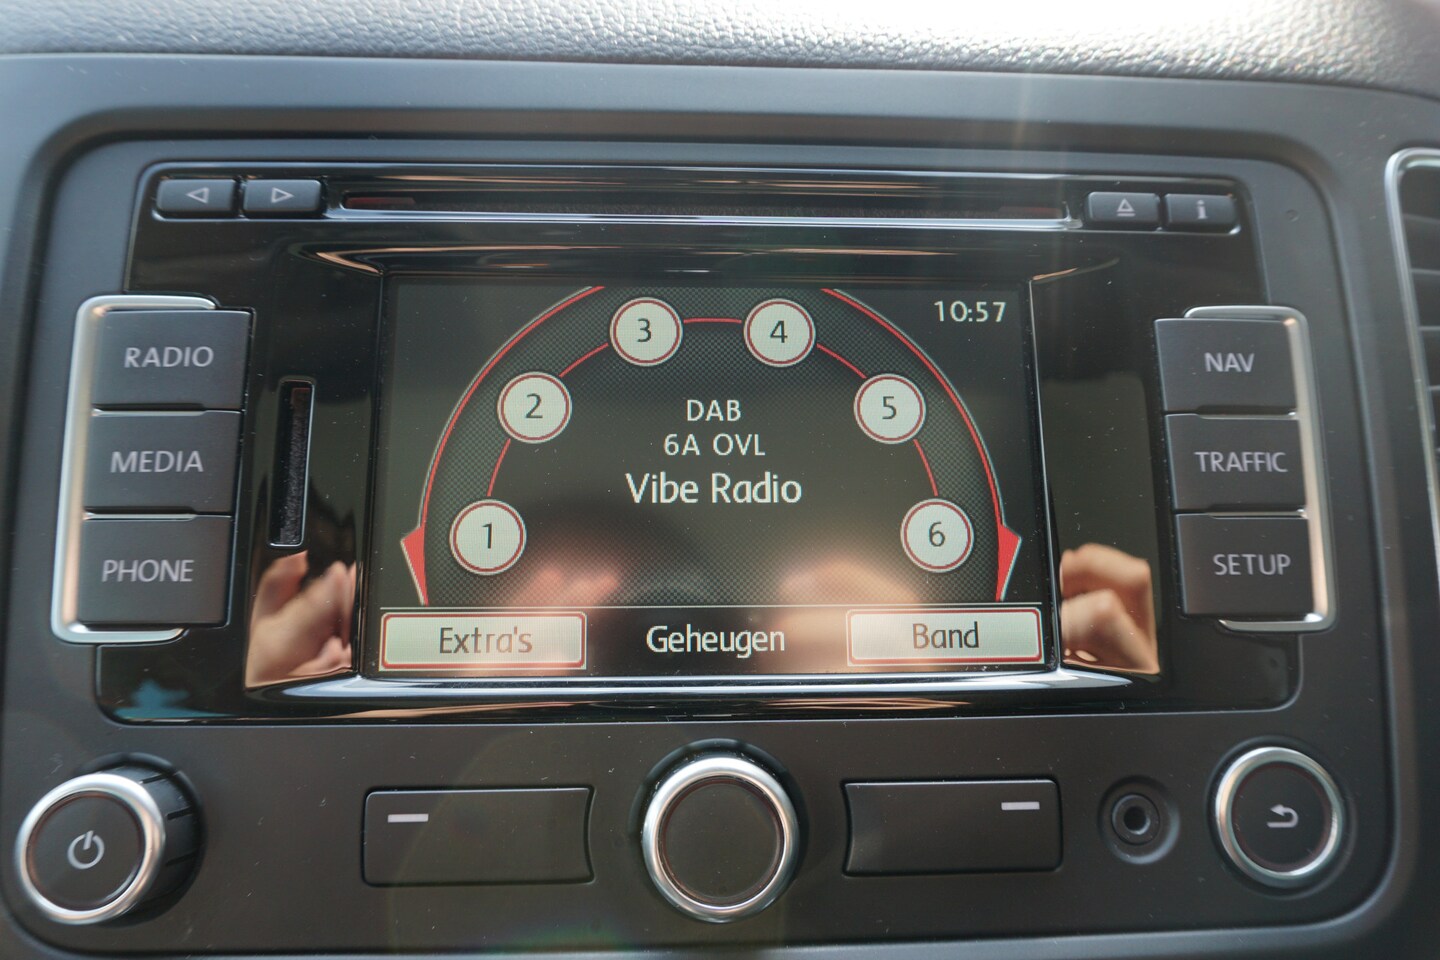 i
10:57
3
4
2
5
1
6
DAB
6A OVL
Vibe Radio
Extra's
Geheugen
Band
RADIO
MEDIA
PHONE
NAV
TRAFFIC
SETUP